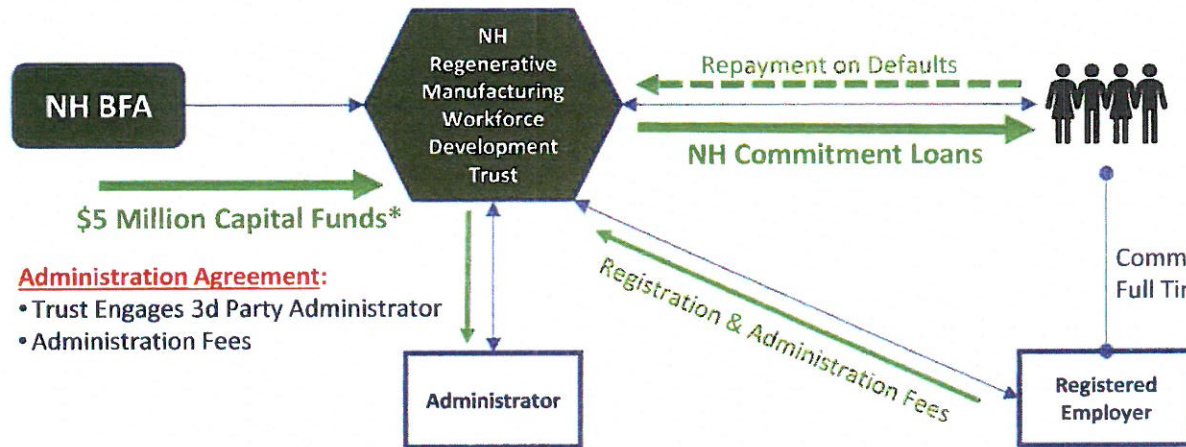 NH BFA
NH
Regenerative
Manufacturing
Workforce
Development
Trust
Repayment on Defaults
NH Commitment Loans
$5 Million Capital Funds*
Administration Agreement:
• Trust Engages 3d Party Administrator
• Administration Fees
Registration & Administration Fees
Full
Administrator
Registered
Employer